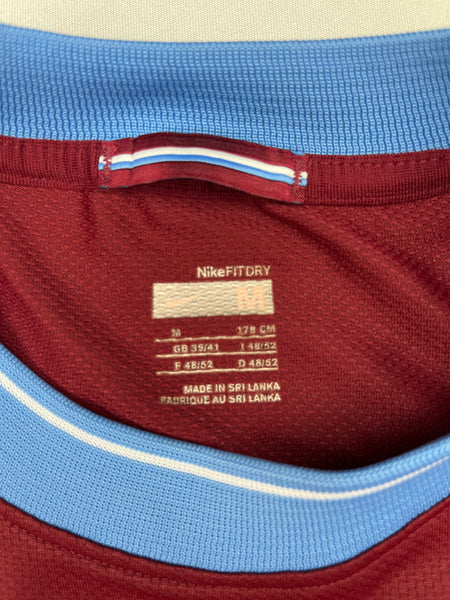 NikeFITDRY
M
M 178 CM
GB 39/41 I 48/52
F 48/52 D 48/52
MADE IN SRI LANKA
FABRIQUE AU SRI LANKA